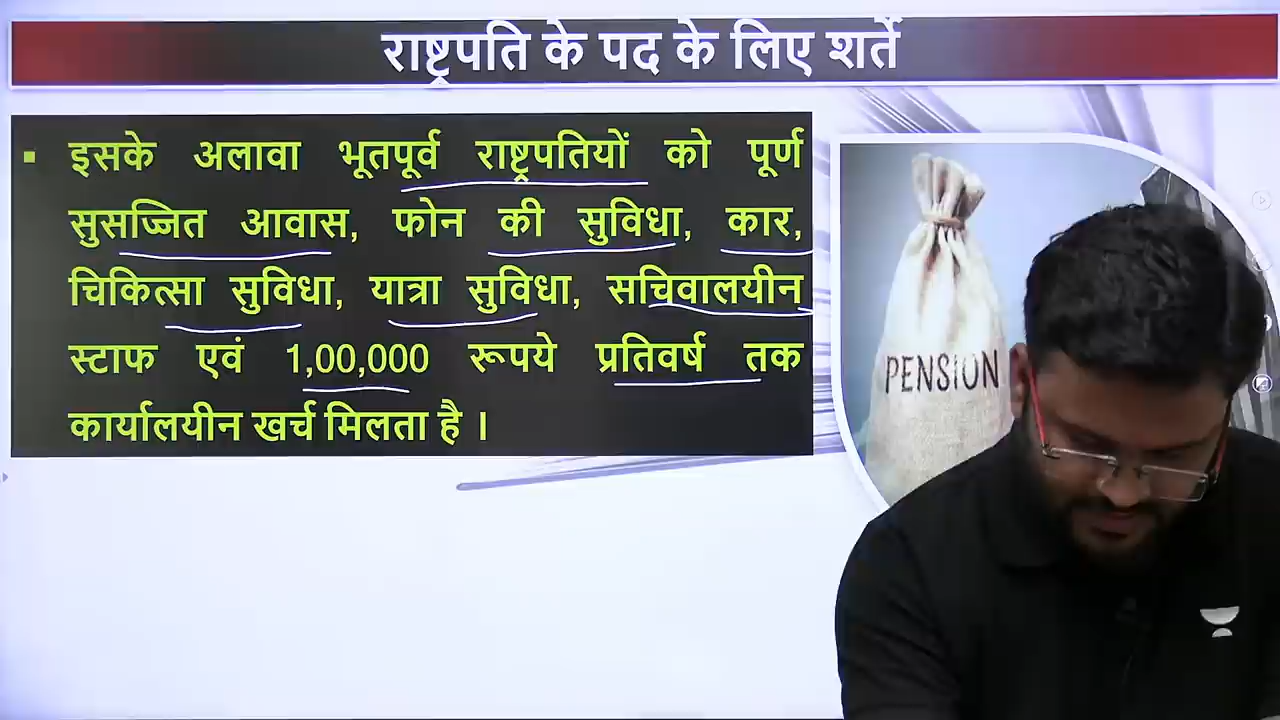 राष्ट्रपति के पद के लिए शर्ते
▪ इसके अलावा भूतपूर्व राष्ट्रपतियों को पूर्ण
सुसज्जित आवास, फोन की सुविधा, कार,
चिकित्सा सुविधा, यात्रा सुविधा, सचिवालयीन
स्टाफ एवं 1,00,000 रूपये प्रतिवर्ष तक
कार्यालयीन खर्च मिलता है ।
PENSION